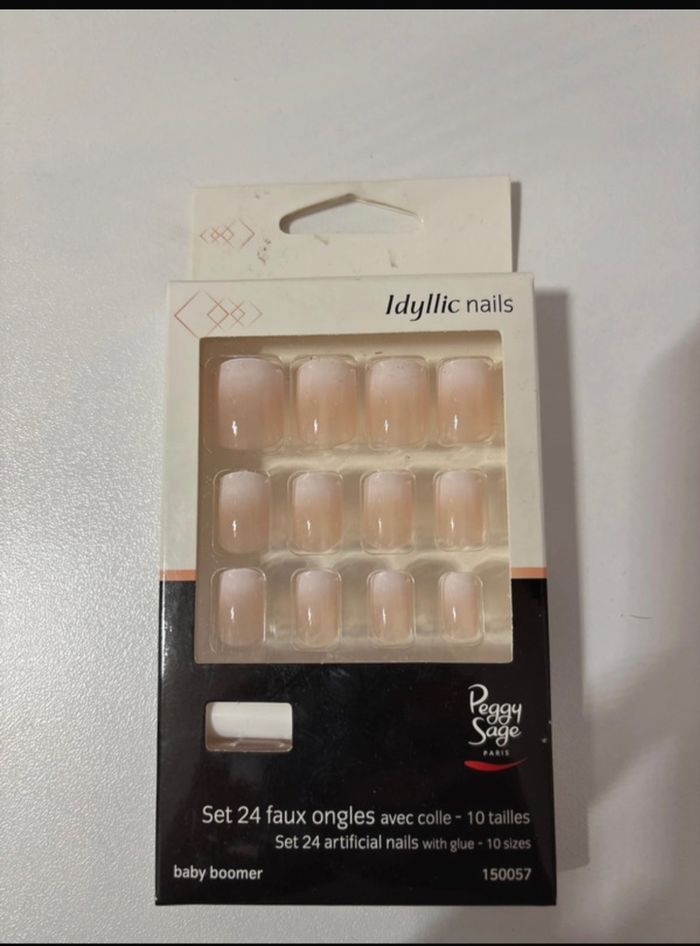 Idyllic nails
Peggy
Sage
PARIS
Set 24 faux ongles avec colle - 10 tailles
Set 24 artificial nails with glue - 10 sizes
baby boomer 150057